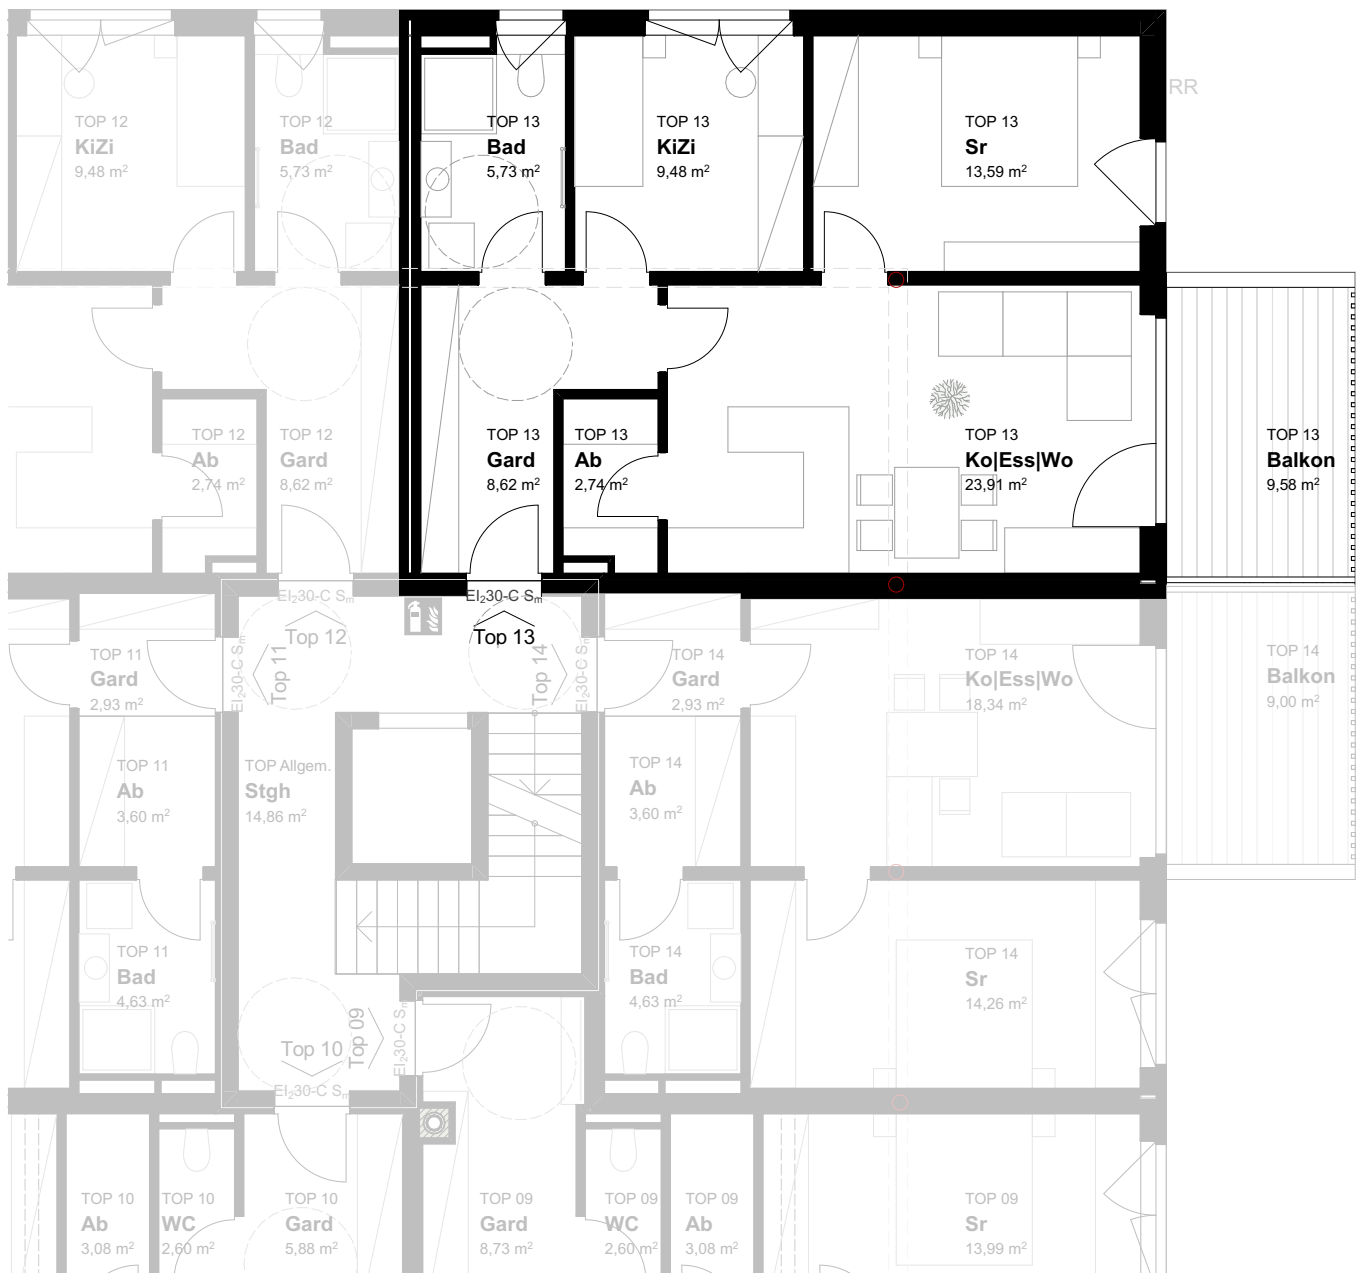 RR
TOP 12
KiZi
9,48 m²
TOP 12
Bad
5,73 m²
TOP 13
Bad
5,73 m²
TOP 13
KiZi
9,48 m²
TOP 13
Sr
13,59 m²
TOP 12
Ab
2,74 m²
TOP 12
Gard
8,62 m²
TOP 13
Gard
8,62 m²
TOP 13
Ab
2,74 m²
TOP 13
Ko|Ess|Wo
23,91 m²
TOP 13
Balkon
9,58 m²
EI₂30-C Sₘ
Top 12
EI₂30-C Sₘ
Top 13
EI₂30-C Sₘ
Top 11
Top 14
EI₂30-C Sₘ
TOP 11
Gard
2,93 m²
TOP 14
Gard
2,93 m²
TOP 14
Ko|Ess|Wo
18,34 m²
TOP 14
Balkon
9,00 m²
TOP 11
Ab
3,60 m²
TOP Allgem.
Stgh
14,86 m²
TOP 14
Ab
3,60 m²
TOP 11
Bad
4,63 m²
TOP 14
Bad
4,63 m²
TOP 14
Sr
14,26 m²
Top 10
EI₂30-C Sₘ
Top 09
EI₂30-C Sₘ
TOP 10
Ab
3,08 m²
TOP 10
WC
2,60 m²
TOP 10
Gard
5,88 m²
TOP 09
Gard
8,73 m²
TOP 09
WC
2,60 m²
TOP 09
Ab
3,08 m²
TOP 09
Sr
13,99 m²